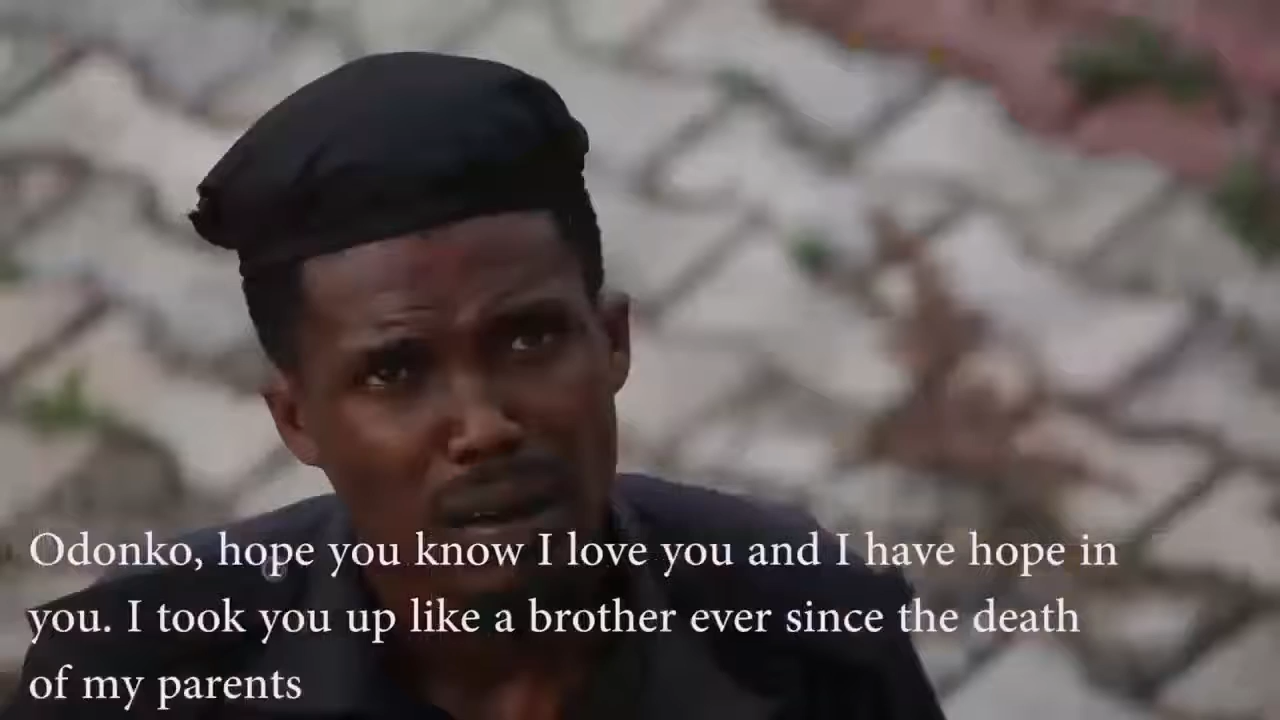 Odonko, hope you know I love you and I have hope in
you. I took you up like a brother ever since the death
of my parents